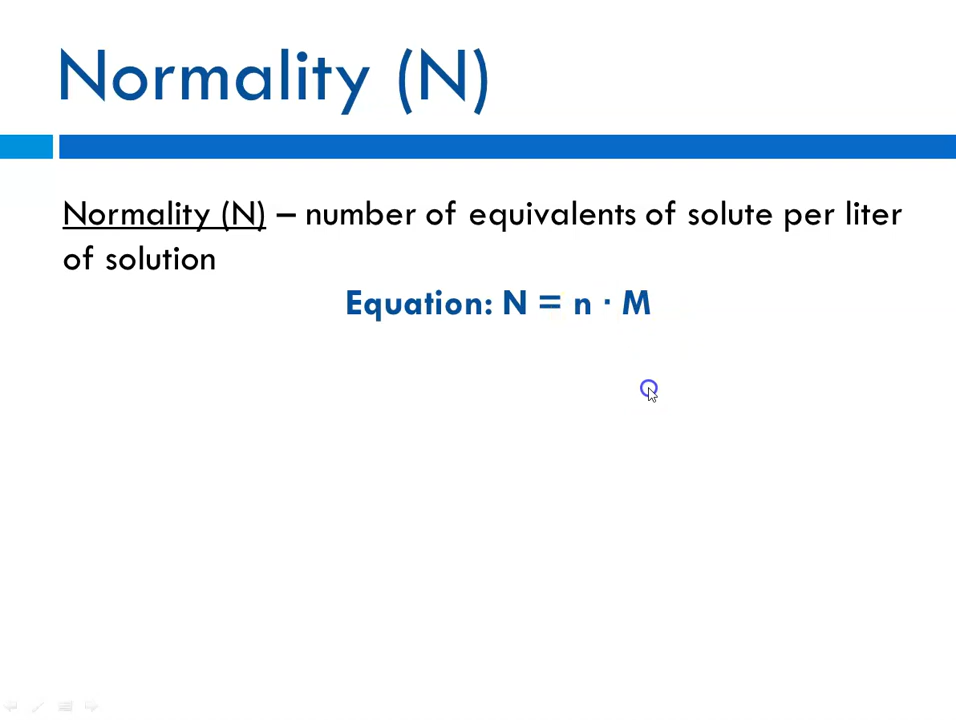 Normality (N)
Normality (N) – number of equivalents of solute per liter
of solution
Equation: N = n · M